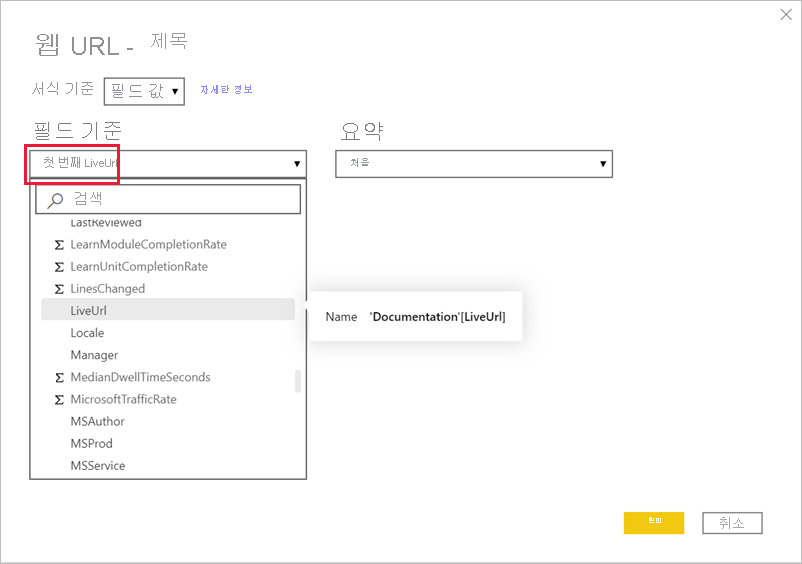 웹 URL - 제목
서식 기준 필드 값 자세한 정보
필드 기준 요약
첫 번째 LiveUrl 처음
검색
LastReviewed
Σ LearnModuleCompletionRate
Σ LearnUnitCompletionRate
Σ LinesChanged
LiveUrl
Name 'Documentation'[LiveUrl]
Locale
Manager
Σ MedianDwellTimeSeconds
Σ MicrosoftTrafficRate
MSAuthor
MSProd
MSService
취소